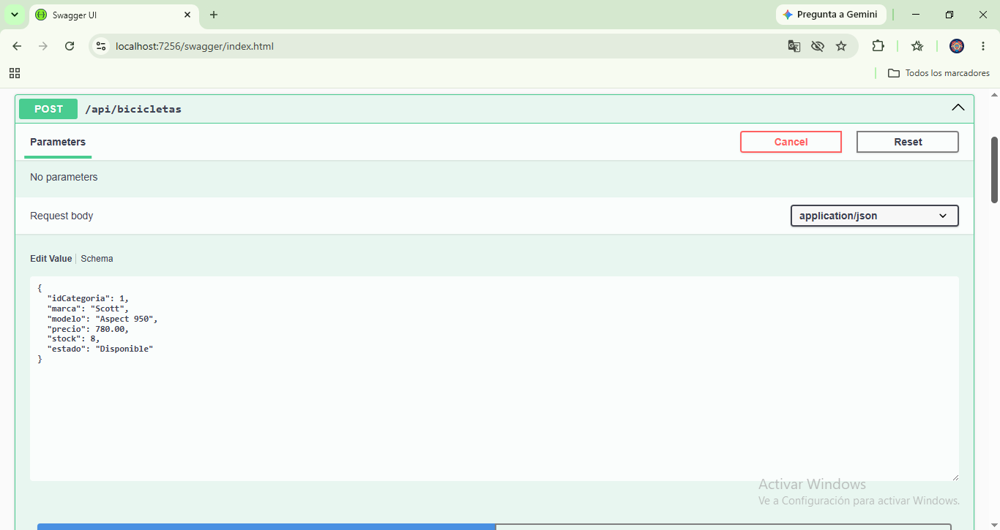 Swagger UI
Pregunta a Gemini
localhost:7256/swagger/index.html
Todos los marcadores
POST /api/bicicletas
Parameters
Cancel
Reset
No parameters
Request body
application/json
Edit Value
Schema
{
"idCategoria": 1,
"marca": "Scott",
"modelo": "Aspect 950",
"precio": 780.00,
"stock": 8,
"estado": "Disponible"
}
Activar Windows
Ve a Configuración para activar Windows.